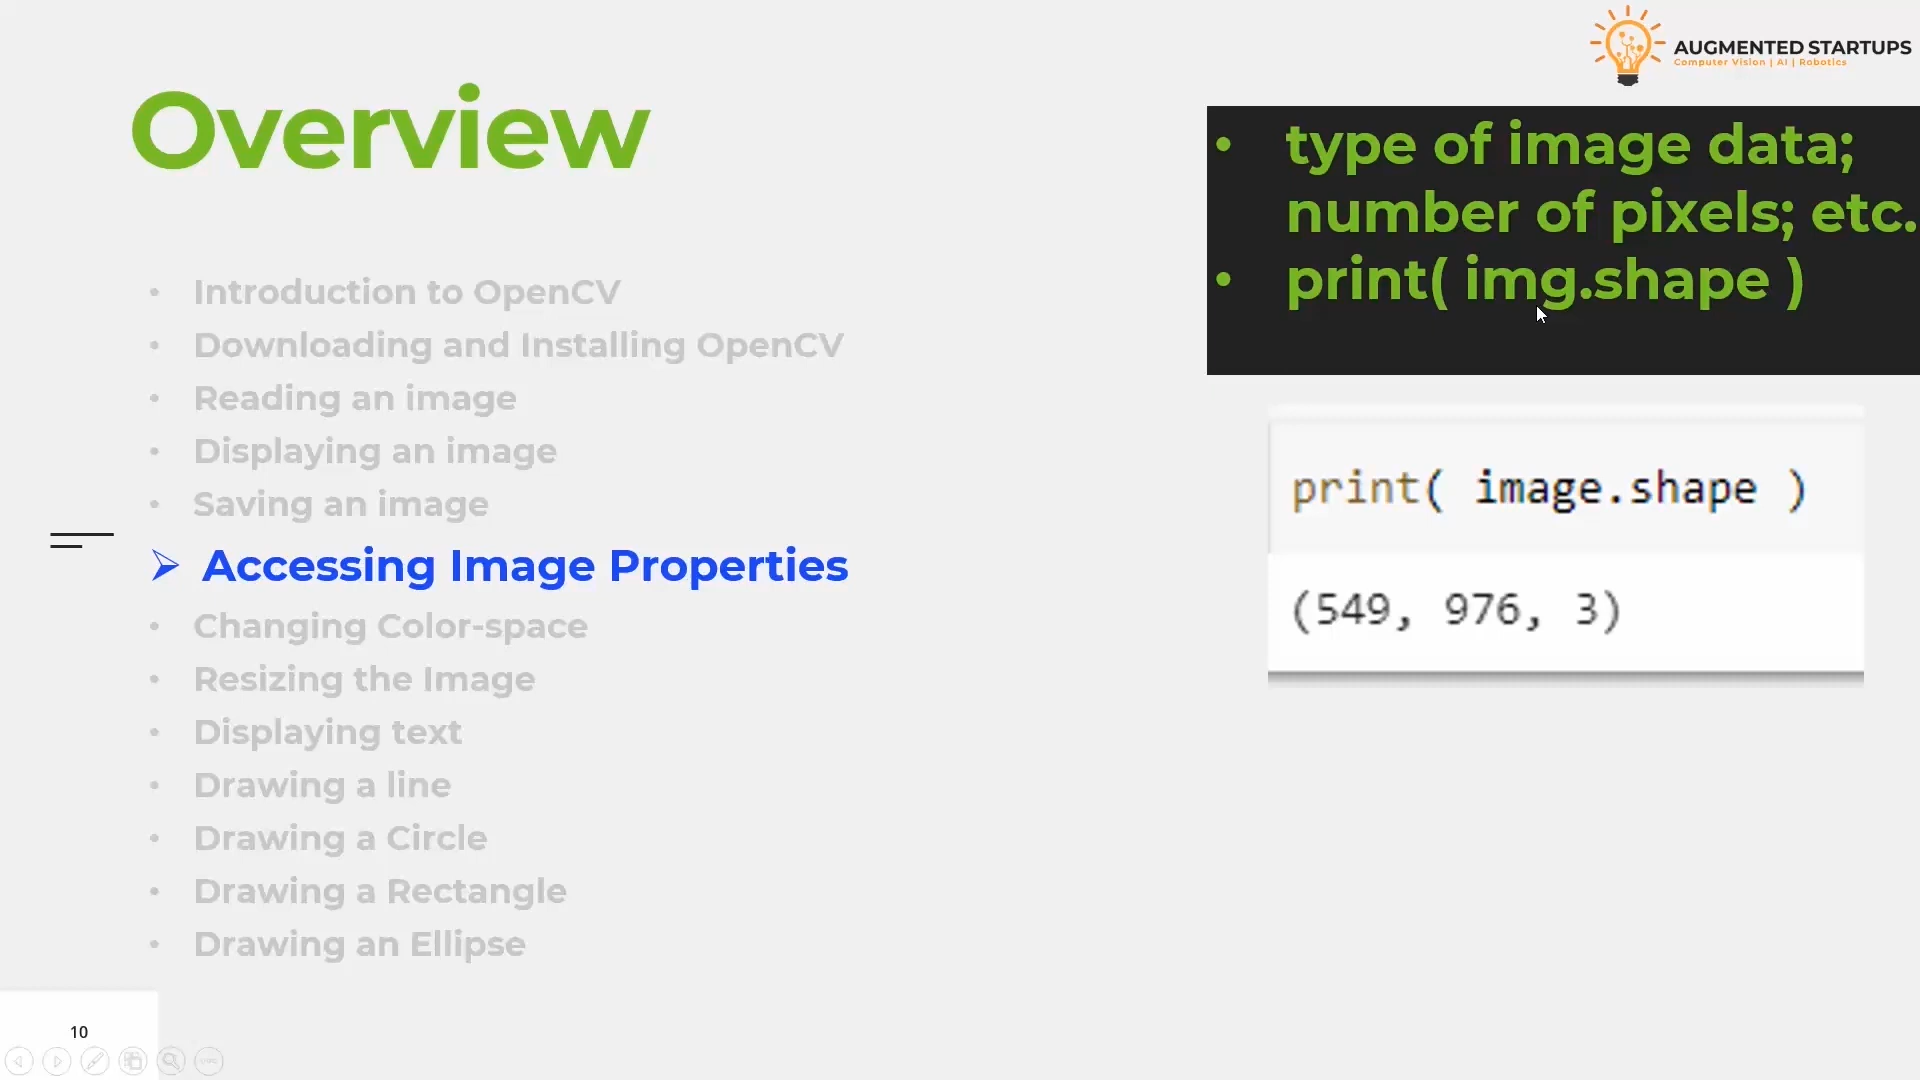 AUGMENTED STARTUPS
Computer Vision | AI | Robotics
Overview
• type of image data;
number of pixels; etc.
• print( img.shape )
• Introduction to OpenCV
• Downloading and Installing OpenCV
• Reading an image
• Displaying an image
• Saving an image
➢ Accessing Image Properties
• Changing Color-space
• Resizing the Image
• Displaying text
• Drawing a line
• Drawing a Circle
• Drawing a Rectangle
• Drawing an Ellipse
print( image.shape )
(549, 976, 3)
10